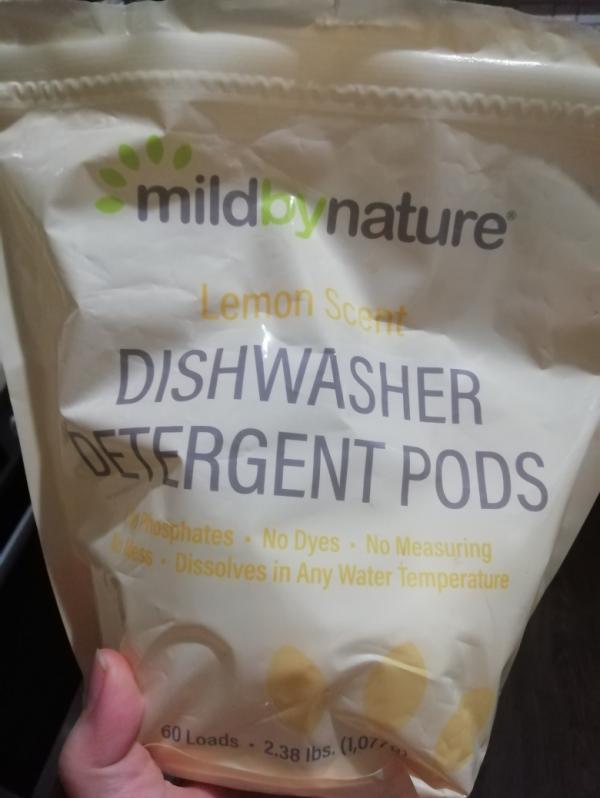 mildbynature®
Lemon Scent
DISHWASHER
DETERGENT PODS
Phosphates • No Dyes • No Measuring
Mess • Dissolves in Any Water Temperature
60 Loads • 2.38 lbs.